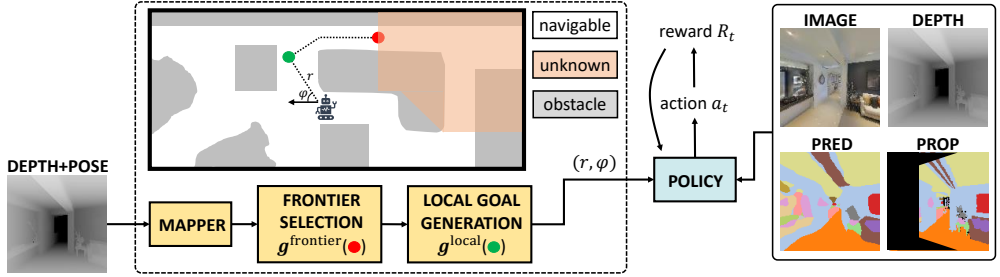 navigable
unknown
obstacle
r
φ
DEPTH+POSE
MAPPER
FRONTIER
SELECTION
g^frontier(●)
LOCAL GOAL
GENERATION
g^local(●)
(r, φ)
reward R_t
action a_t
POLICY
IMAGE
DEPTH
PRED
PROP